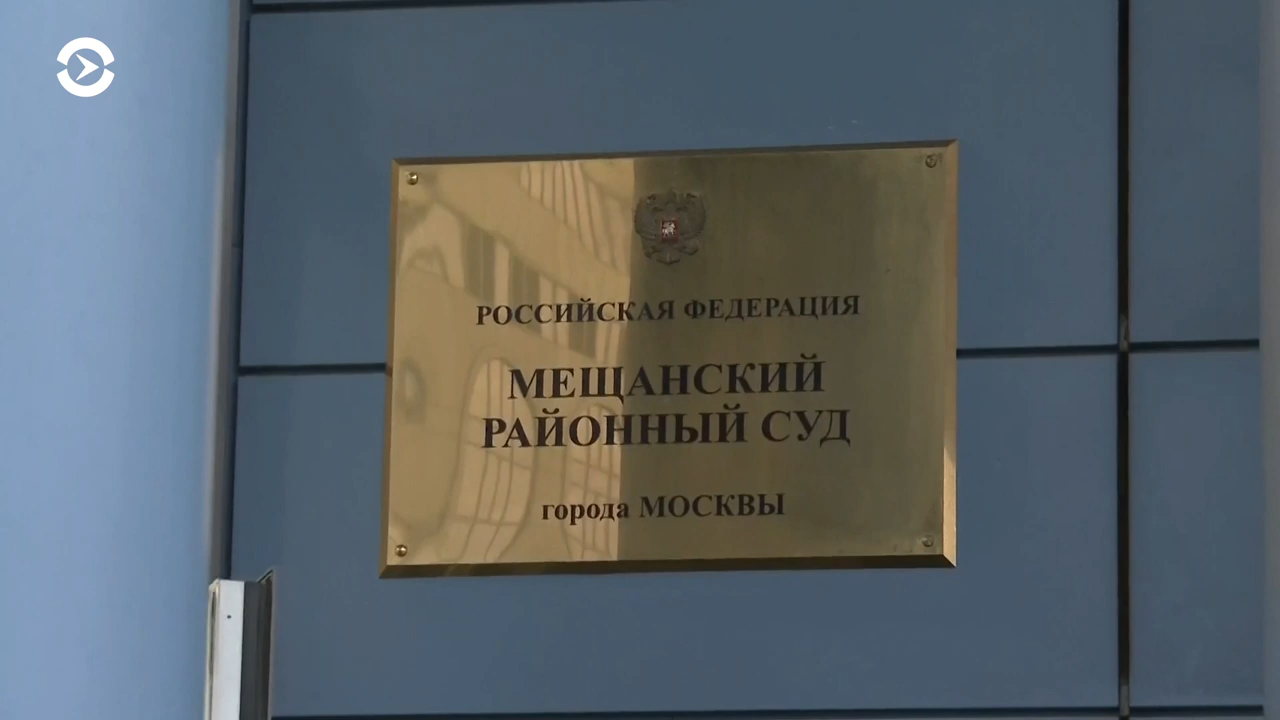 РОССИЙСКАЯ ФЕДЕРАЦИЯ
МЕЩАНСКИЙ
РАЙОННЫЙ СУД
города МОСКВЫ